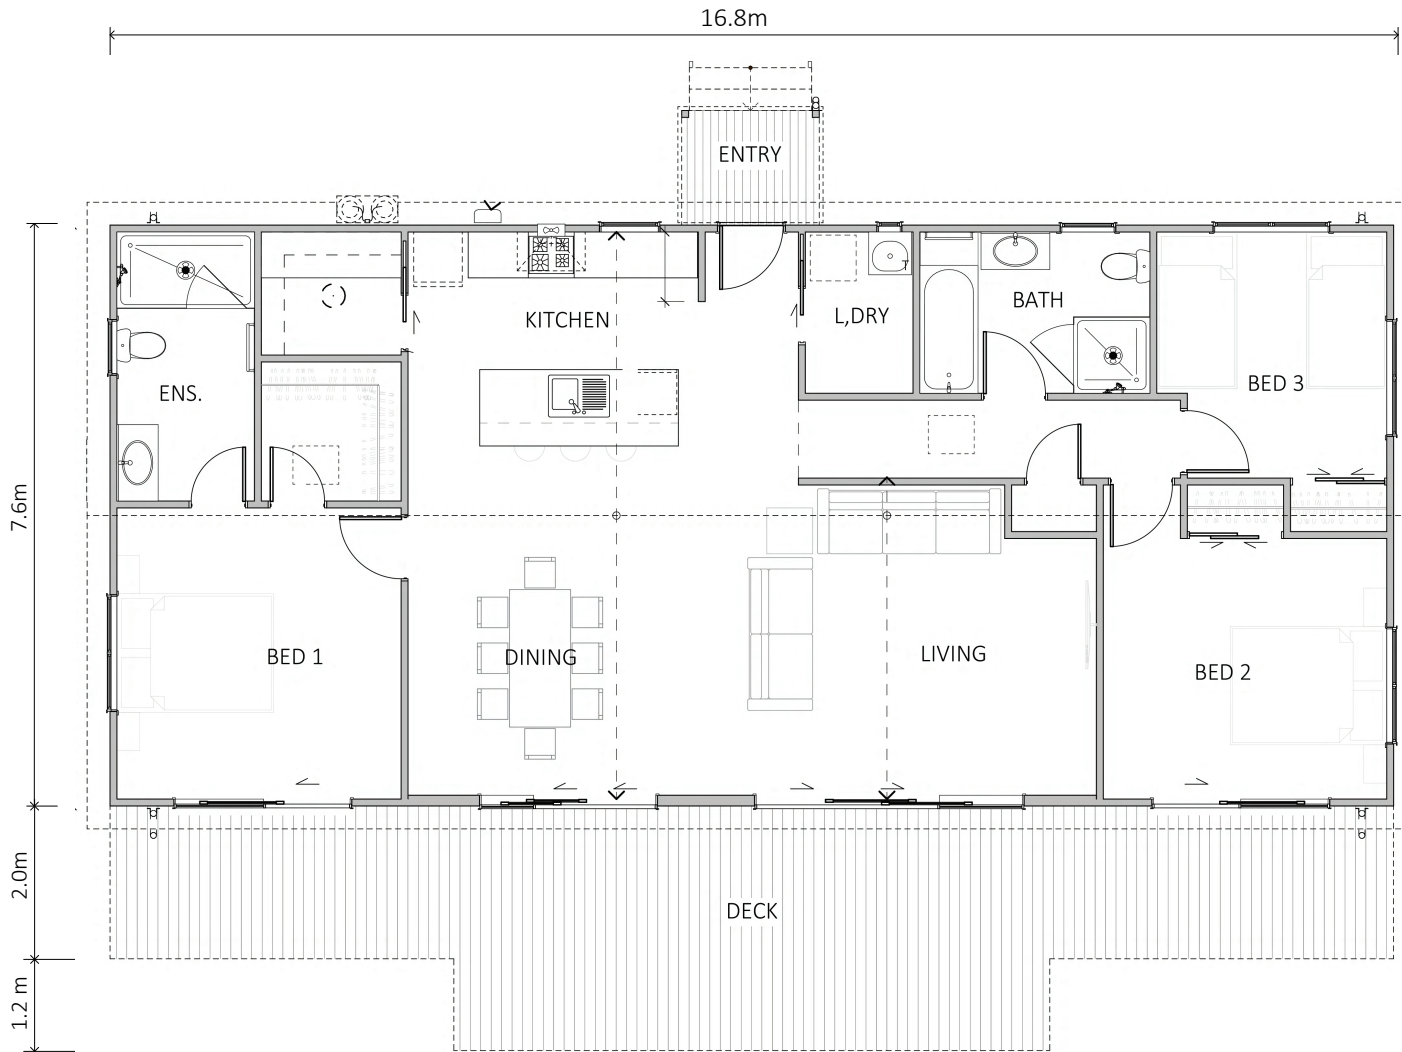 16.8m
ENTRY
KITCHEN
L,DRY
BATH
BED 3
ENS.
7.6m
BED 1
DINING
LIVING
BED 2
2.0m
DECK
1.2 m